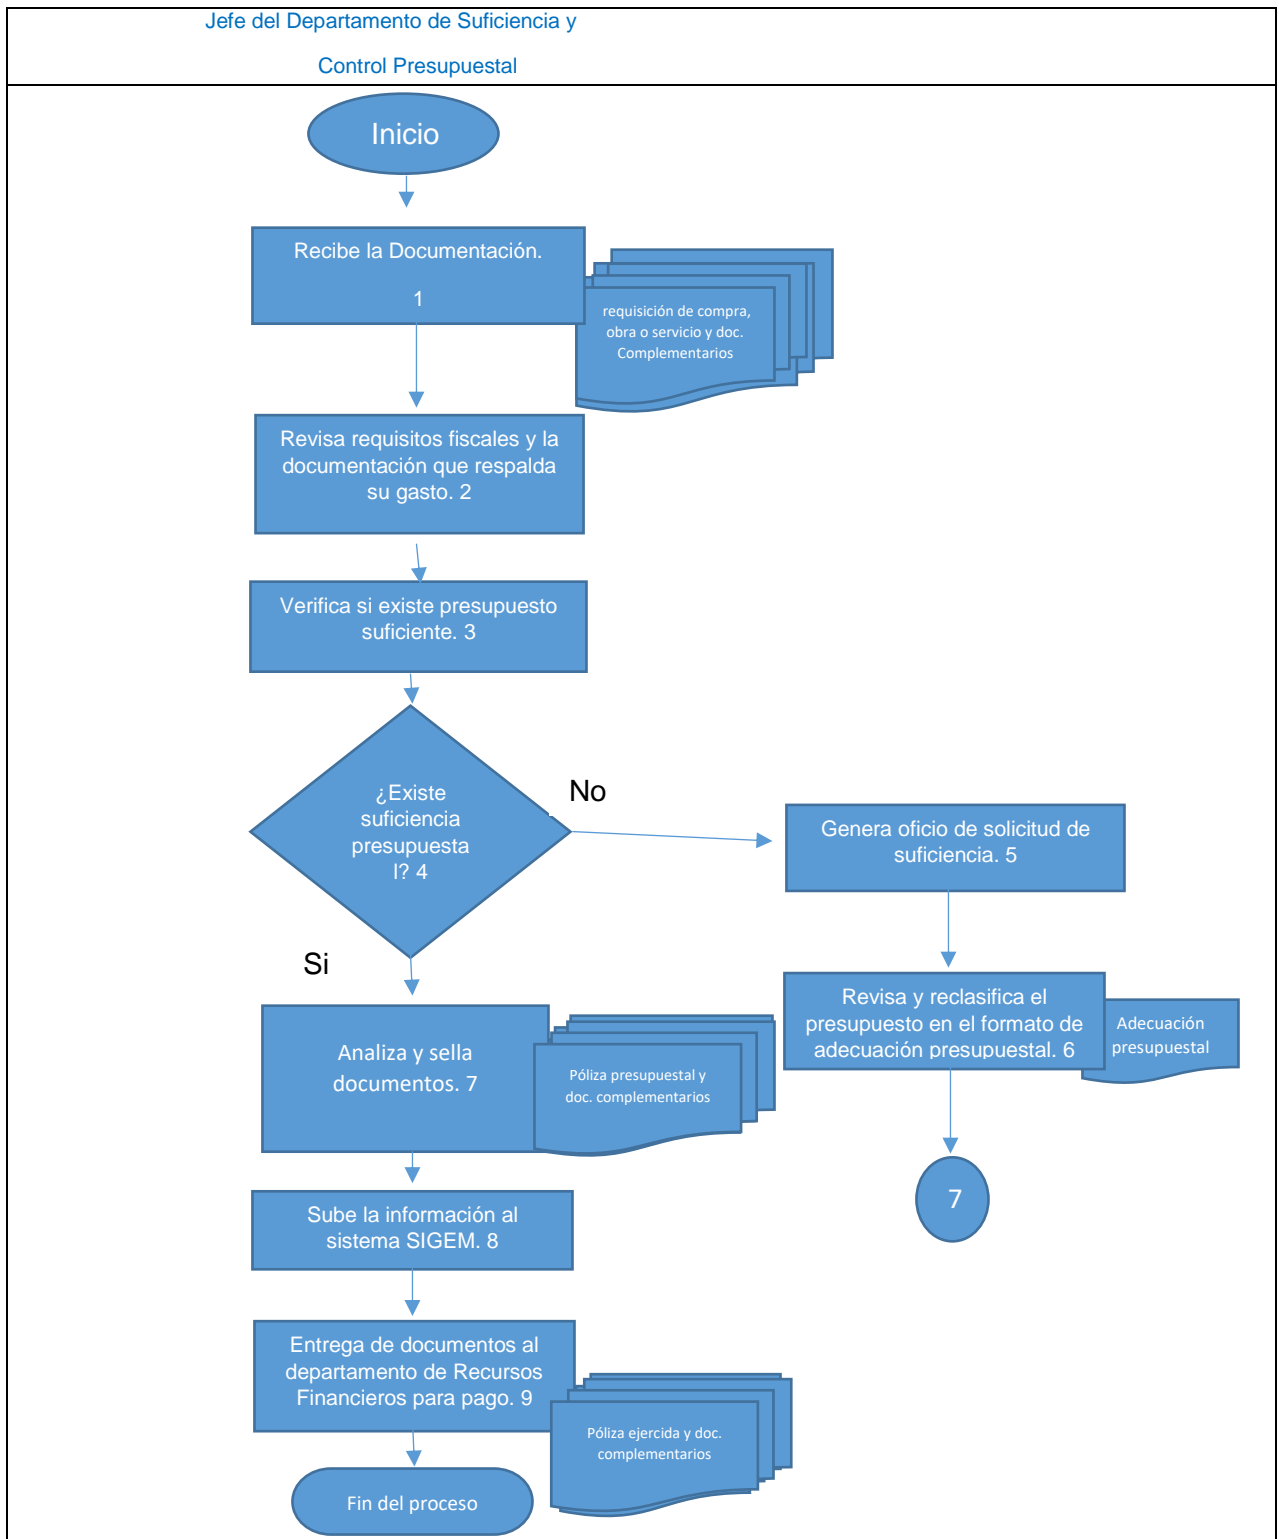 Jefe del Departamento de Suficiencia y
Control Presupuestal
Inicio
Recibe la Documentación.
1
requisición de compra,
obra o servicio y doc.
Complementarios
Revisa requisitos fiscales y la
documentación que respalda
su gasto. 2
Verifica si existe presupuesto
suficiente. 3
¿Existe
suficiencia
presupuesta
l? 4
No
Genera oficio de solicitud de
suficiencia. 5
Si
Revisa y reclasifica el
presupuesto en el formato de
adecuación presupuestal. 6
Adecuación
presupuestal
Analiza y sella
documentos. 7
Póliza presupuestal y
doc. complementarios
7
Sube la información al
sistema SIGEM. 8
Entrega de documentos al
departamento de Recursos
Financieros para pago. 9
Póliza ejercida y doc.
complementarios
Fin del proceso